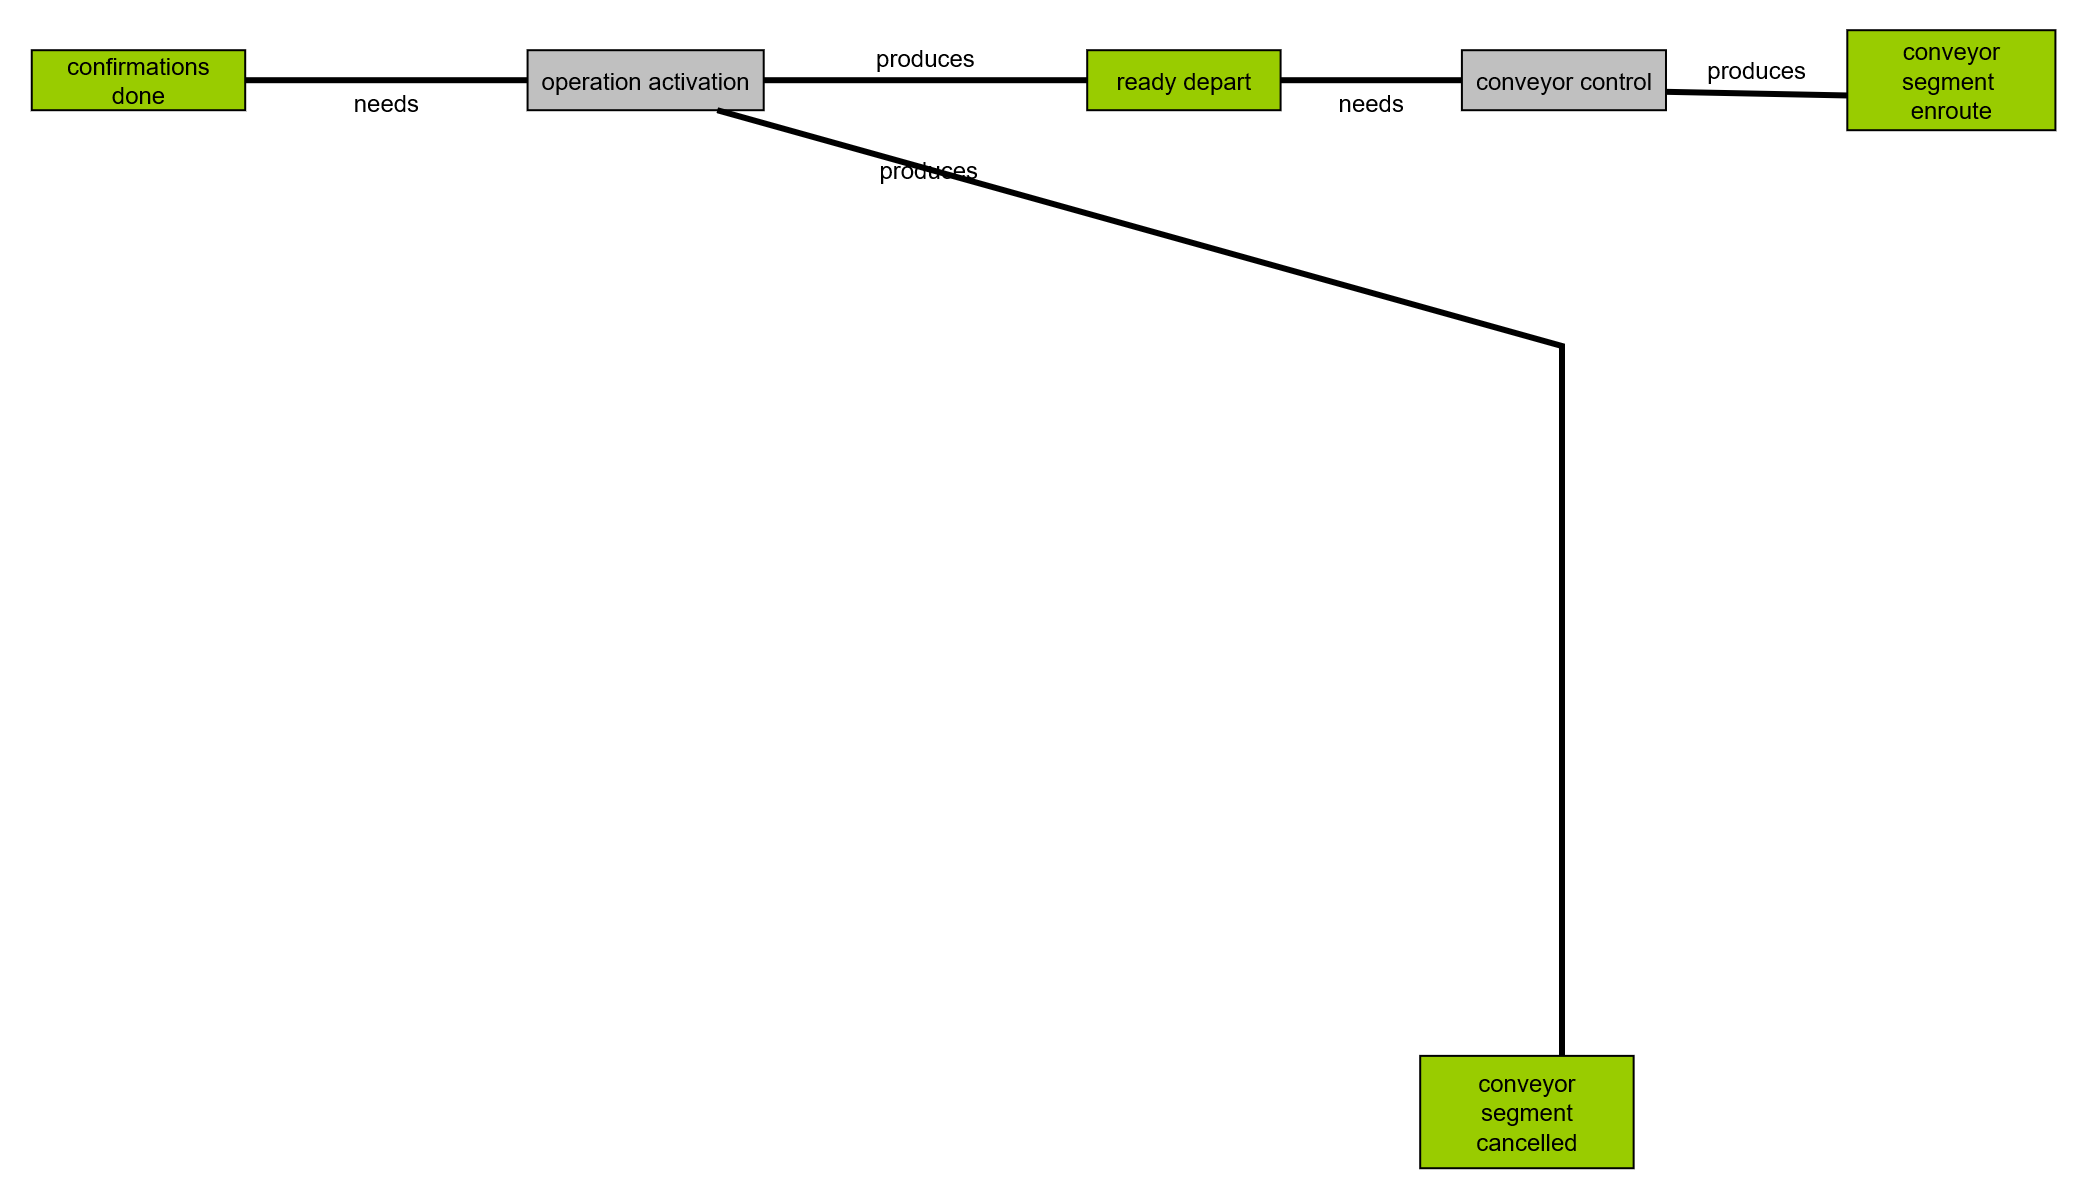 confirmations
done
needs
operation activation
produces
ready depart
needs
conveyor control
produces
conveyor
segment
enroute
produces
conveyor
segment
cancelled